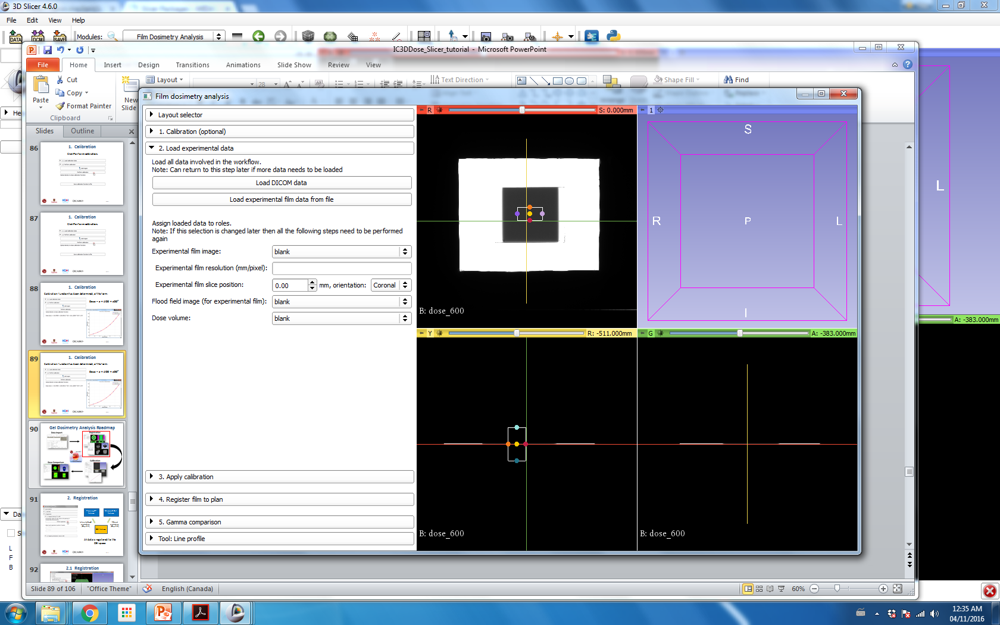 3D Slicer 4.6.0
File Edit View Help
DATA DCM SAVE Modules: Film Dosimetry Analysis
IC3DDose_Slicer_tutorial - Microsoft PowerPoint
File Home Insert Design Transitions Animations Slide Show Review View
Cut
Copy
Format Painter
Paste
Clipboard
New
Slide
Layout
28
Text Direction
Shape Fill
Find
He
Slides Outline
86
1. Calibration
87
1. Calibration
88
1. Calibration
89
1. Calibration
90
Gel Dosimetry Analysis Roadmap
Data Import
Registration
Dose Comparison
Calibration
91
2. Registration
92
2.1 Registration
Film dosimetry analysis
Layout selector
1. Calibration (optional)
2. Load experimental data
Load all data involved in the workflow.
Note: Can return to this step later if more data needs to be loaded
Load DICOM data
Load experimental film data from file
Assign loaded data to roles.
Note: If this selection is changed later then all the following steps need to be performed
again
Experimental film image: blank
Experimental film resolution (mm/pixel):
Experimental film slice position: 0.00 mm, orientation: Coronal
Flood field image (for experimental film): blank
Dose volume: blank
3. Apply calibration
4. Register film to plan
5. Gamma comparison
Tool: Line profile
R S: 0.000mm
B: dose_600
1
S
R P L
I
Y R: -511.000mm
B: dose_600
G A: -383.000mm
B: dose_600
L
A: -383.000mm
Da
S
L
F
B
Slide 89 of 106 "Office Theme" English (Canada) 60%
12:35 AM
04/11/2016